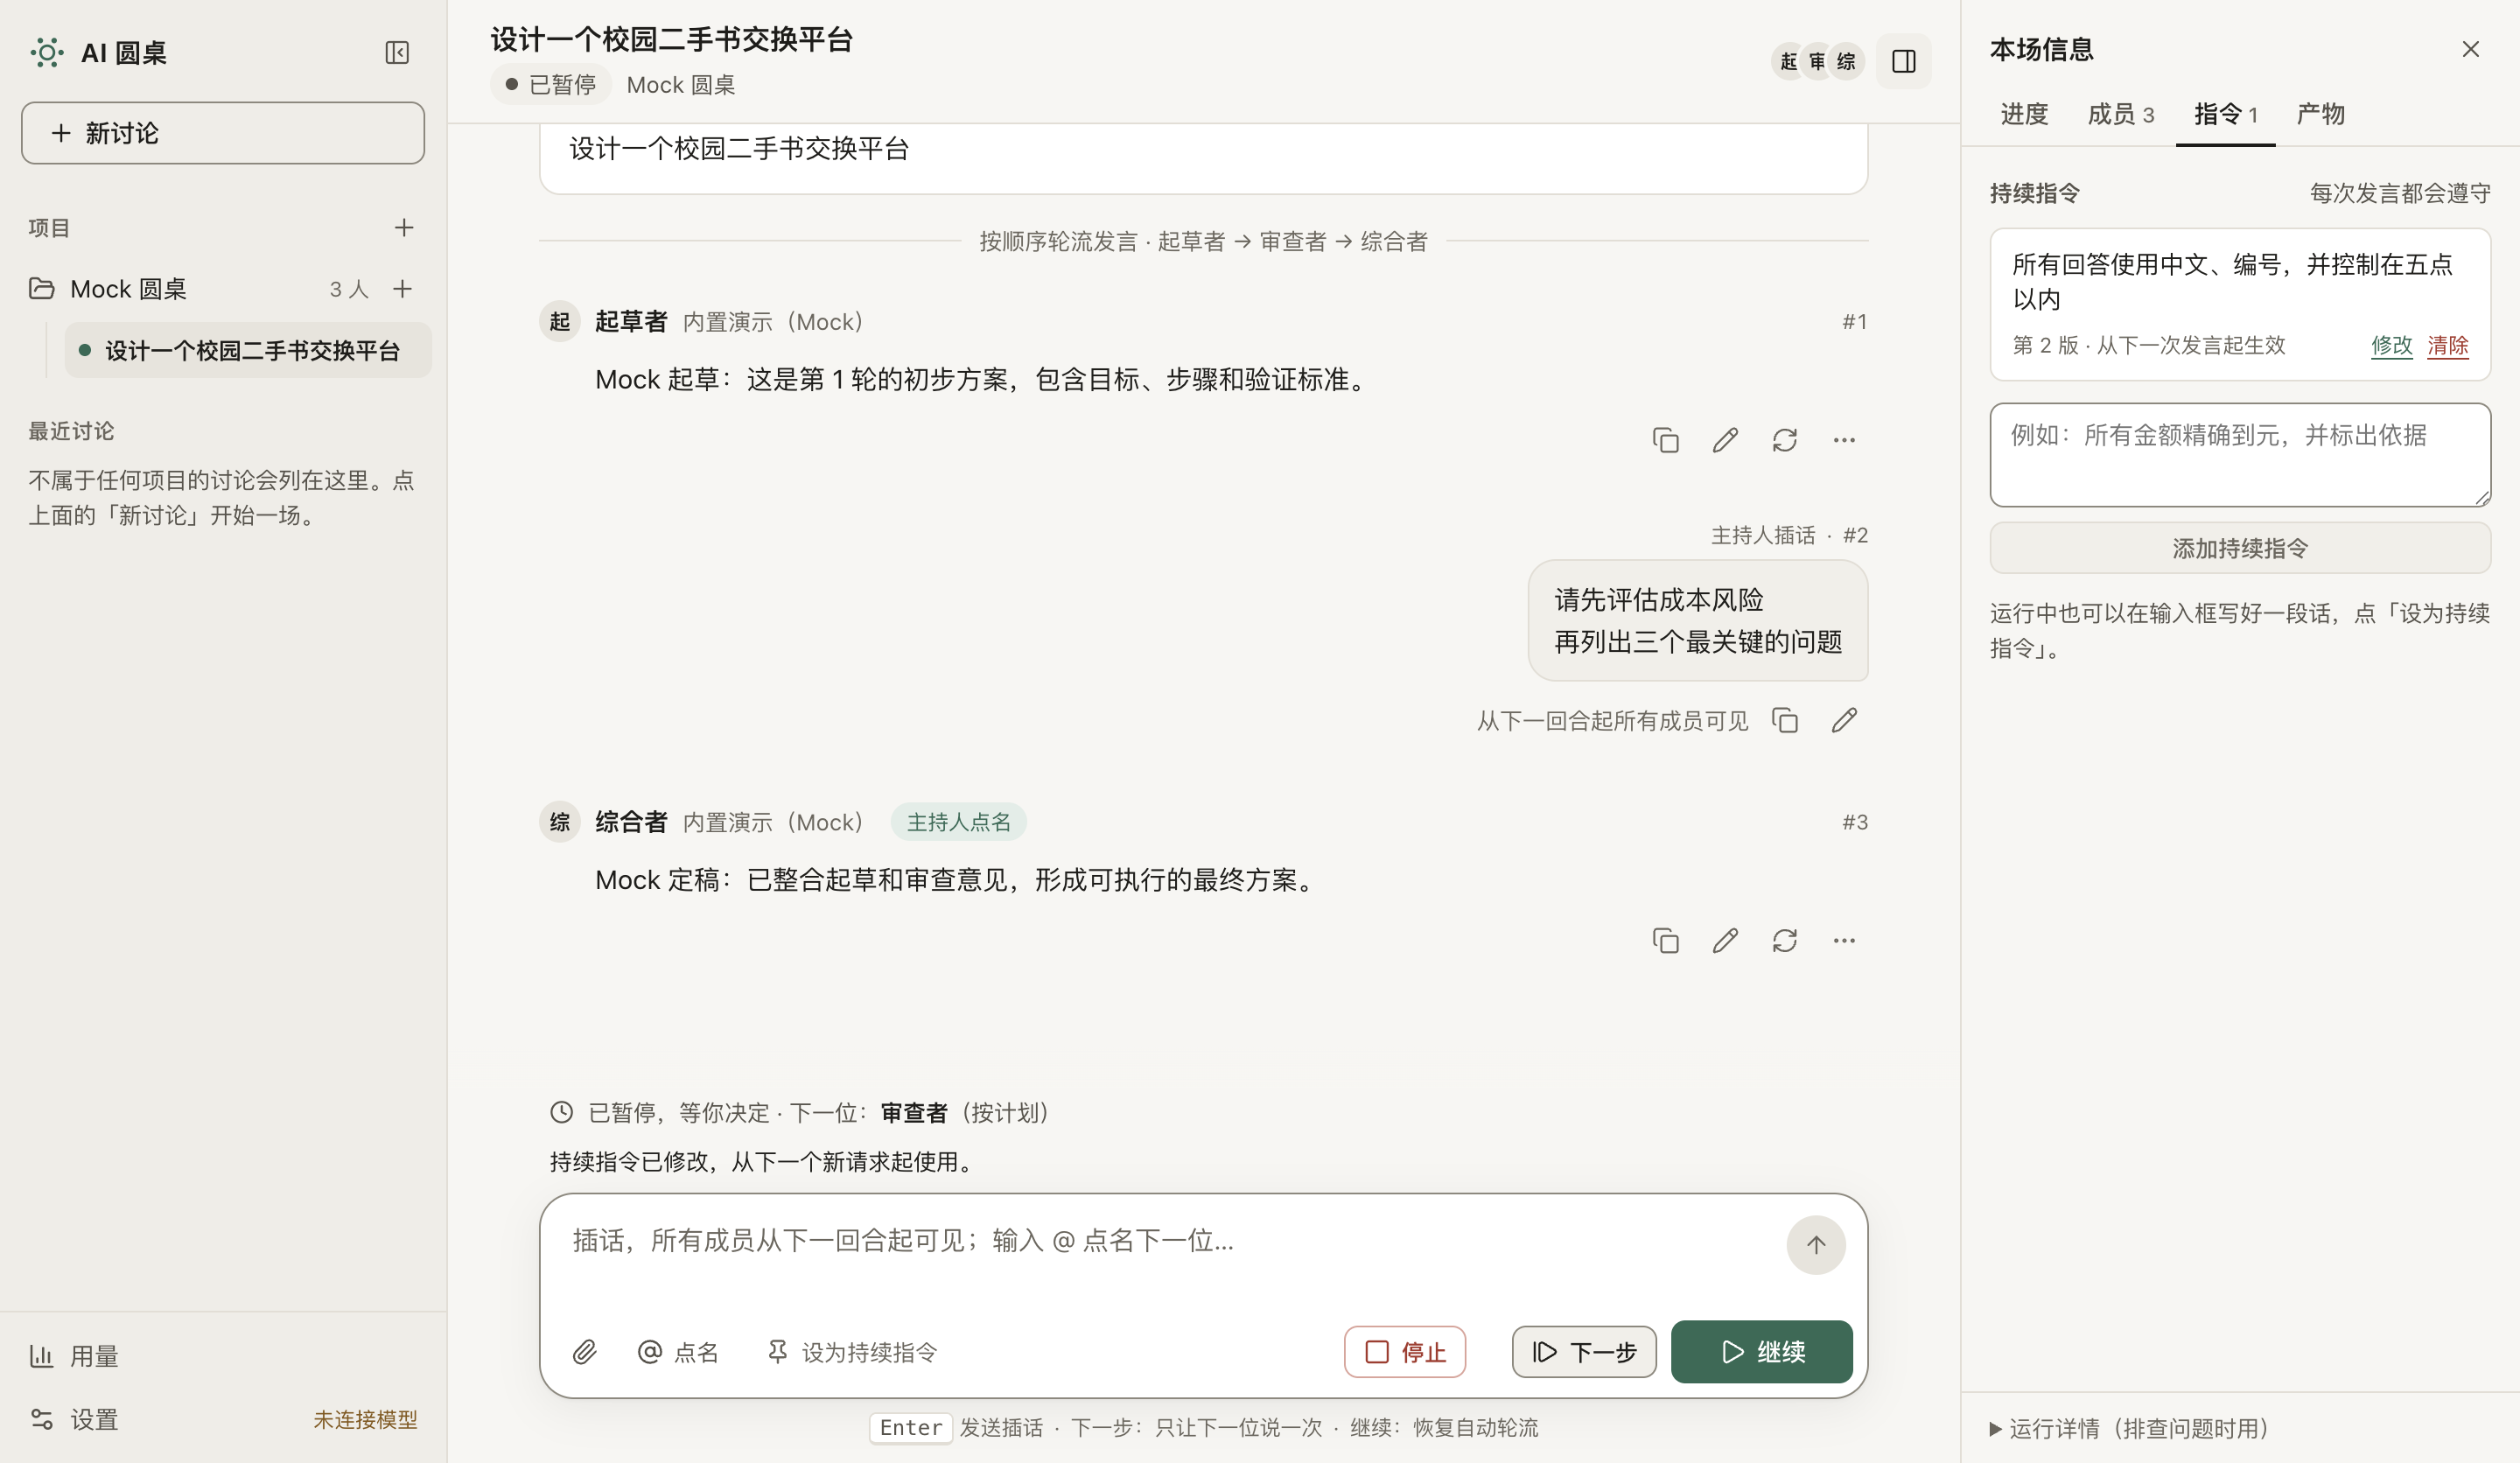 AI 圆桌
新讨论
项目
Mock 圆桌 3 人
设计一个校园二手书交换平台
最近讨论
不属于任何项目的讨论会列在这里。点
上面的「新讨论」开始一场。
用量
设置 未连接模型
设计一个校园二手书交换平台
已暂停 Mock 圆桌
起 审 综
设计一个校园二手书交换平台
按顺序轮流发言 · 起草者 → 审查者 → 综合者
起 起草者 内置演示（Mock） #1
Mock 起草：这是第 1 轮的初步方案，包含目标、步骤和验证标准。
主持人插话 · #2
请先评估成本风险
再列出三个最关键的问题
从下一回合起所有成员可见
综 综合者 内置演示（Mock） 主持人点名 #3
Mock 定稿：已整合起草和审查意见，形成可执行的最终方案。
已暂停，等你决定 · 下一位：审查者（按计划）
持续指令已修改，从下一个新请求起使用。
插话，所有成员从下一回合起可见；输入 @ 点名下一位...
@ 点名 设为持续指令 停止 下一步 继续
Enter 发送插话 · 下一步：只让下一位说一次 · 继续：恢复自动轮流
本场信息
进度 成员 3 指令 1 产物
持续指令 每次发言都会遵守
所有回答使用中文、编号，并控制在五点
以内
第 2 版 · 从下一次发言起生效 修改 清除
例如：所有金额精确到元，并标出依据
添加持续指令
运行中也可以在输入框写好一段话，点「设为持续
指令」。
▶ 运行详情（排查问题时用）